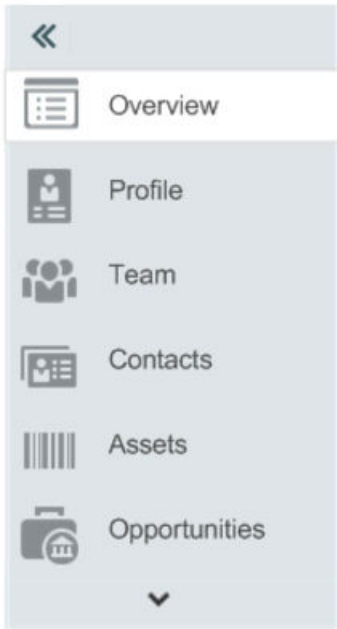 Overview
Profile
Team
Contacts
Assets
Opportunities